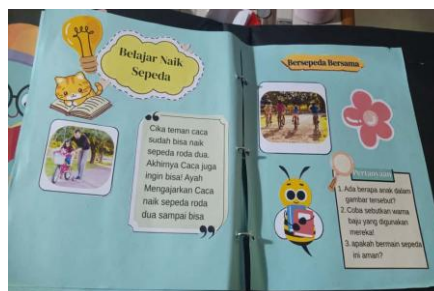 Belajar Naik
Sepeda
Cika teman caca
sudah bisa naik
sepeda roda dua.
Akhirnya Caca juga
ingin bisa! Ayah
Mengajarkan Caca
naik sepeda roda
dua sampai bisa
Bersepeda Bersama
Pertanyaan
1. Ada berapa anak dalam
gambar tersebut?
2. Coba sebutkan warna
baju yang digunakan
mereka!
3. apakah bermain sepeda
ini aman?